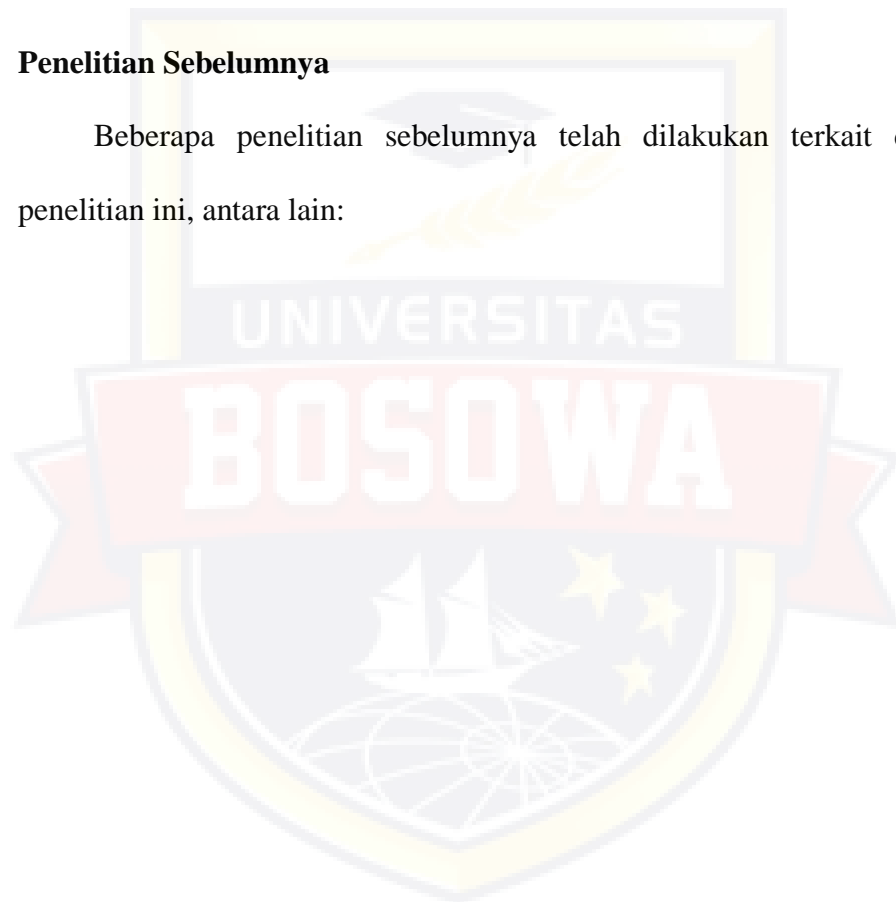 Penelitian Sebelumnya
Beberapa penelitian sebelumnya telah dilakukan terkait
penelitian ini, antara lain:
UNIVERSITAS
BOSOWA